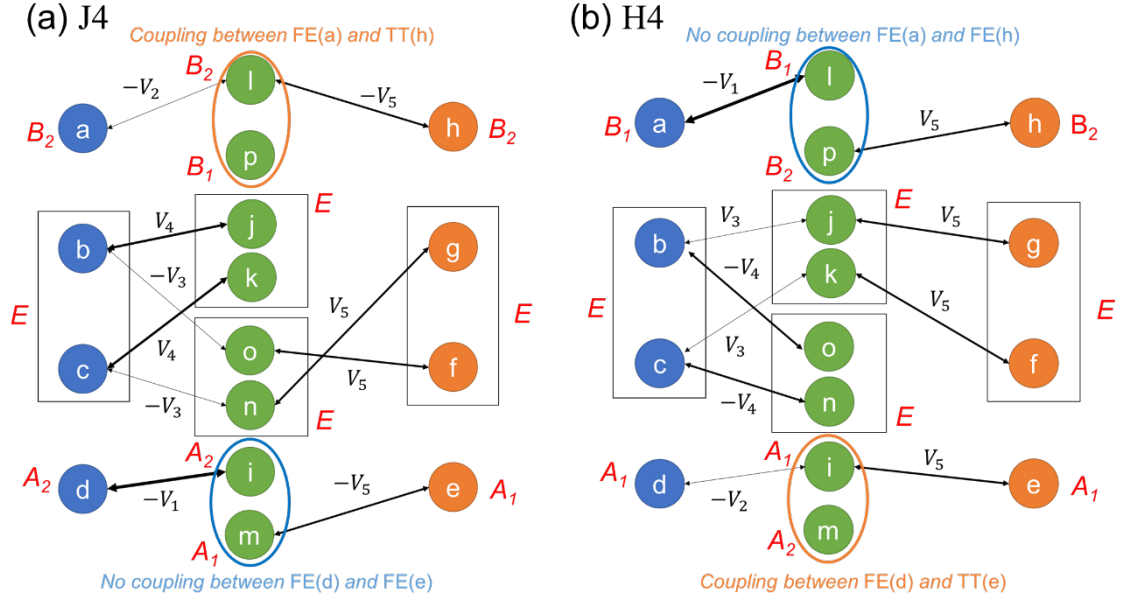 (a) J4
Coupling between FE(a) and TT(h)
B₂
l
−V₂
−V₅
a
h
B₂
B₂
p
B₁
E
j
V₄
b
g
k
−V₃
E
E
V₅
V₄
o
c
f
V₅
n
−V₃
E
A₂
A₂
i
−V₅
d
e
A₁
−V₁
m
A₁
No coupling between FE(d) and FE(e)
(b) H4
No coupling between FE(a) and FE(h)
B₁
l
−V₁
V₅
a
h
B₁
B₂
p
B₂
E
V₃
j
V₅
b
g
−V₄
k
E
E
V₅
V₃
o
c
f
n
−V₄
E
A₁
A₁
i
V₅
d
e
A₁
−V₂
m
A₂
Coupling between FE(d) and TT(e)